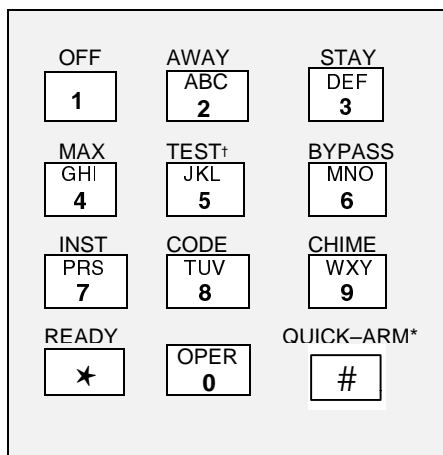 OFF AWAY STAY
ABC DEF
1 2 3
MAX TEST† BYPASS
GHI JKL MNO
4 5 6
INST CODE CHIME
PRS TUV WXY
7 8 9
READY QUICK–ARM*
OPER
* 0 #